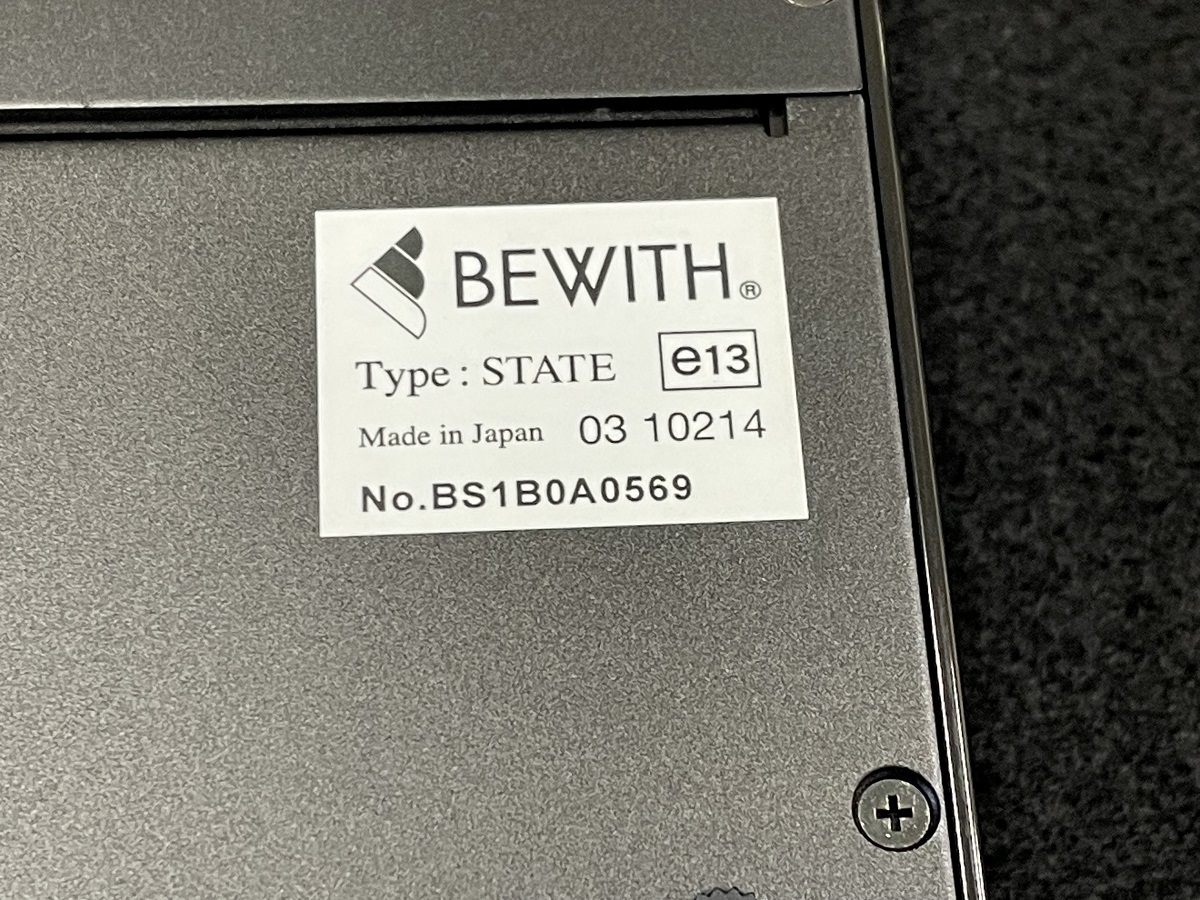 BEWITH®
Type : STATE e13
Made in Japan 03 10214
No.BS1B0A0569